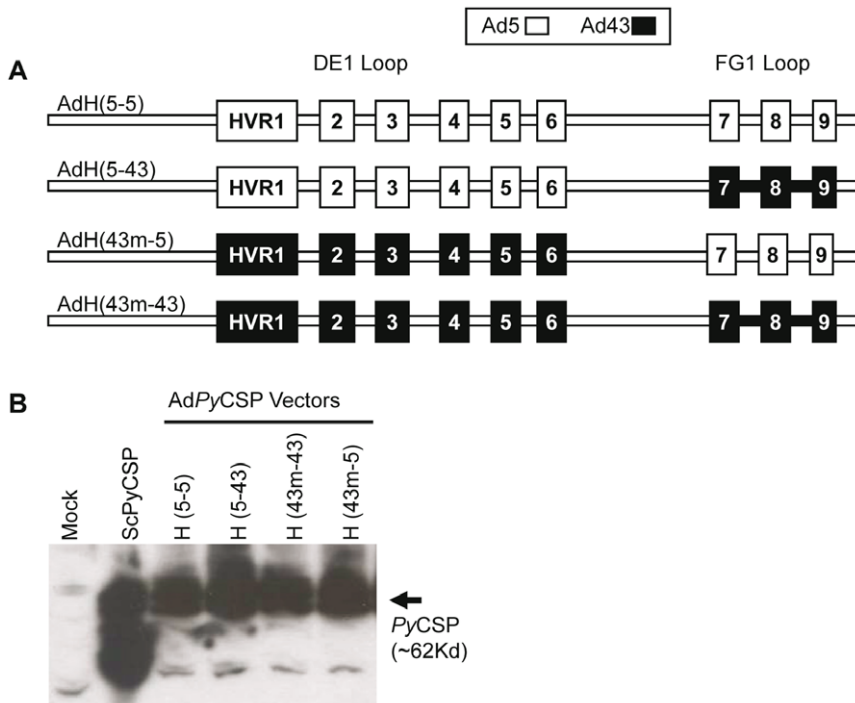 Ad5 Ad43
A
DE1 Loop FG1 Loop
AdH(5-5)
HVR1 2 3 4 5 6 7 8 9
AdH(5-43)
HVR1 2 3 4 5 6 7 8 9
AdH(43m-5)
HVR1 2 3 4 5 6 7 8 9
AdH(43m-43)
HVR1 2 3 4 5 6 7 8 9
B
AdPyCSP Vectors
Mock
ScPyCSP
H (5-5)
H (5-43)
H (43m-43)
H (43m-5)
PyCSP
(~62Kd)